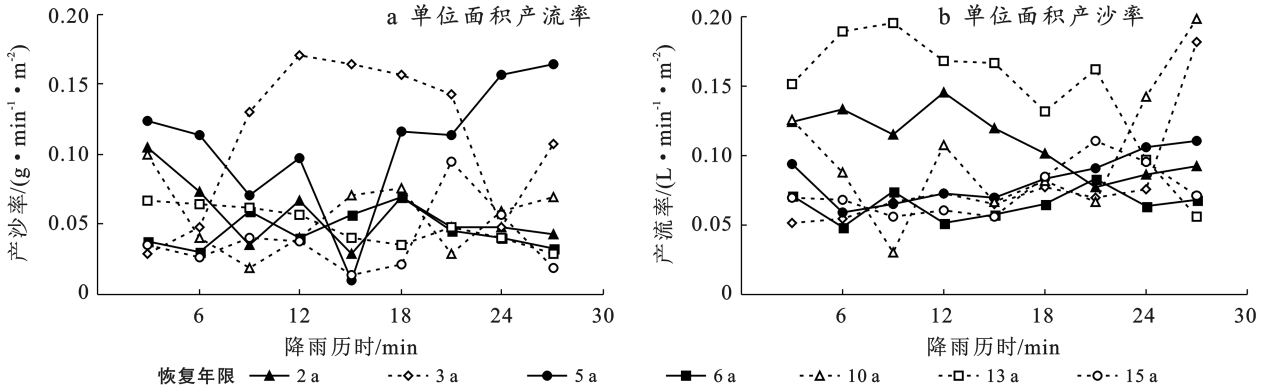 a 单位面积产流率
0.20
0.15
0.10
0.05
0
产沙率/(g·min⁻¹·m⁻²)
6 12 18 24 30
降雨历时/min
b 单位面积产沙率
0.20
0.15
0.10
0.05
0
产流率/(L·min⁻¹·m⁻²)
6 12 18 24 30
降雨历时/min
恢复年限 2 a 3 a 5 a 6 a 10 a 13 a 15 a